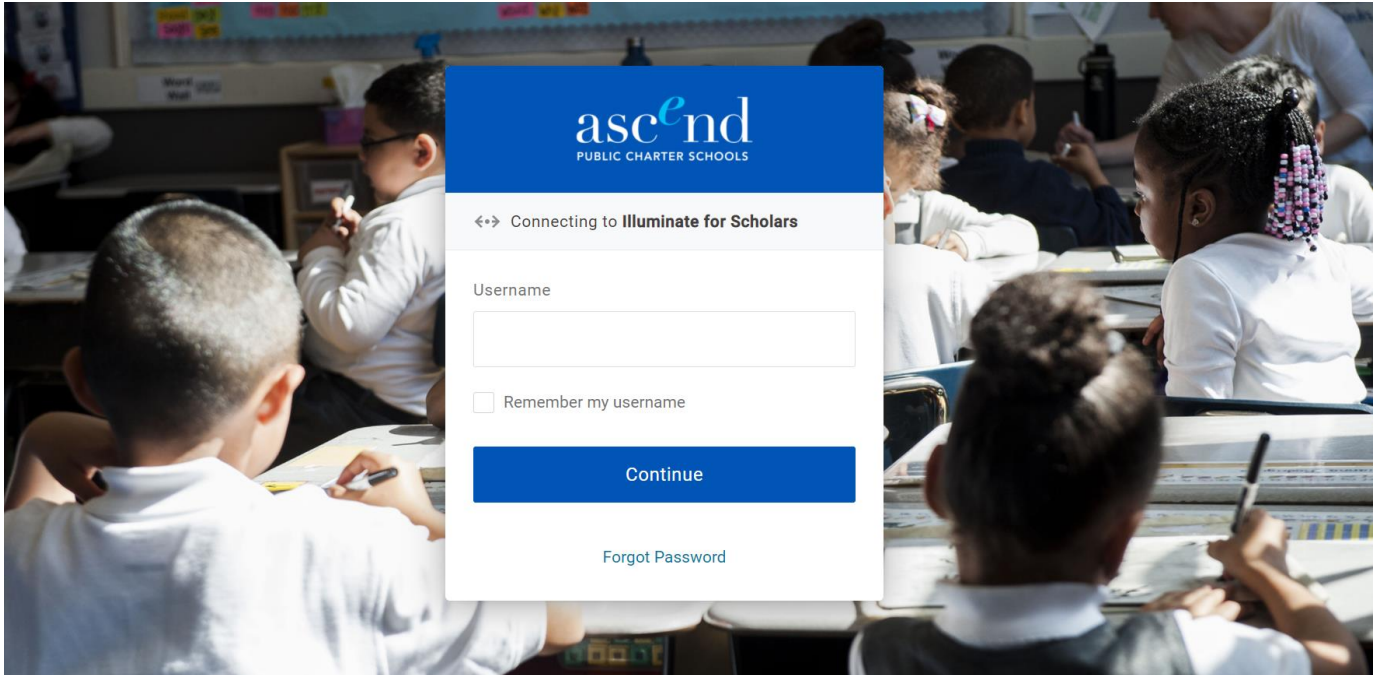 ascend
PUBLIC CHARTER SCHOOLS
Connecting to Illuminate for Scholars
Username
Remember my username
Continue
Forgot Password